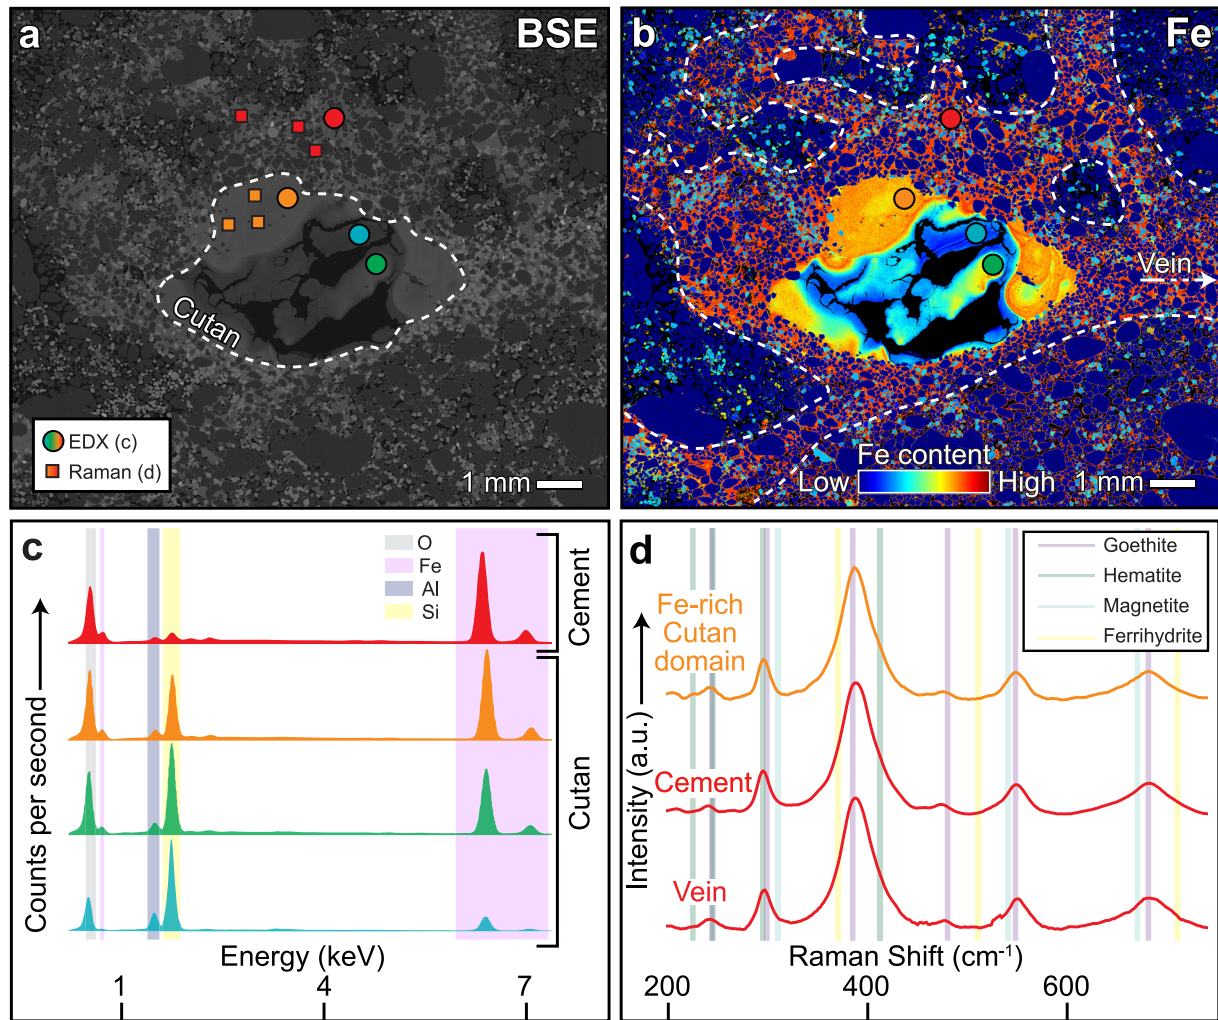 a
BSE
Cutan
EDX (c)
Raman (d)
1 mm
b
Fe
Vein
Fe content
Low
High
1 mm
c
O
Fe
Al
Si
Cement
Cutan
Counts per second
Energy (keV)
1
4
7
d
Goethite
Hematite
Magnetite
Ferrihydrite
Fe-rich
Cutan
domain
Cement
Vein
Intensity (a.u.)
Raman Shift (cm⁻¹)
200
400
600